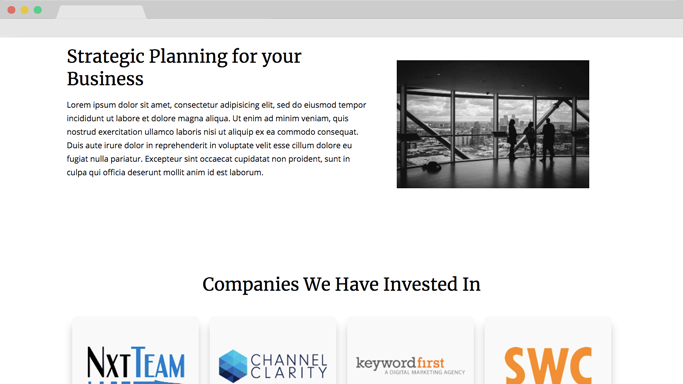 Strategic Planning for your
Business
Lorem ipsum dolor sit amet, consectetur adipisicing elit, sed do eiusmod tempor
incididunt ut labore et dolore magna aliqua. Ut enim ad minim veniam, quis
nostrud exercitation ullamco laboris nisi ut aliquip ex ea commodo consequat.
Duis aute irure dolor in reprehenderit in voluptate velit esse cillum dolore eu
fugiat nulla pariatur. Excepteur sint occaecat cupidatat non proident, sunt in
culpa qui officia deserunt mollit anim id est laborum.
Companies We Have Invested In
NXTTEAM
CHANNEL
CLARITY
keywordfirst
A DIGITAL MARKETING AGENCY
SWC